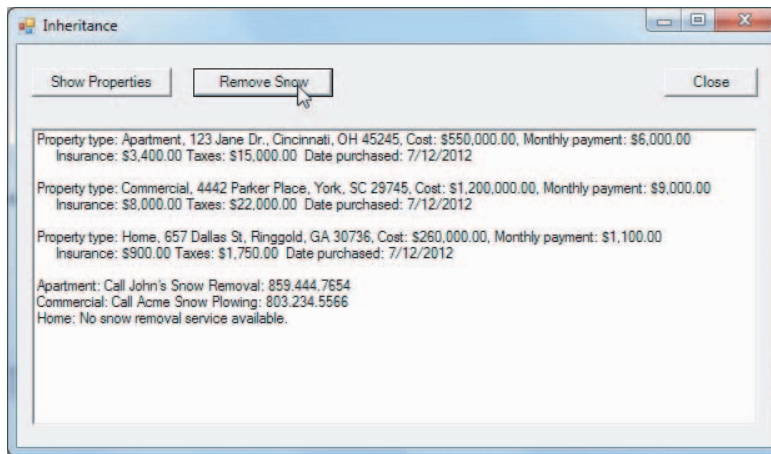 Inheritance
Show Properties
Remove Snow
Close
Property type: Apartment, 123 Jane Dr., Cincinnati, OH 45245, Cost: $550,000.00, Monthly payment: $6,000.00
Insurance: $3,400.00 Taxes: $15,000.00 Date purchased: 7/12/2012
Property type: Commercial, 4442 Parker Place, York, SC 29745, Cost: $1,200,000.00, Monthly payment: $9,000.00
Insurance: $8,000.00 Taxes: $22,000.00 Date purchased: 7/12/2012
Property type: Home, 657 Dallas St, Ringgold, GA 30736, Cost: $260,000.00, Monthly payment: $1,100.00
Insurance: $900.00 Taxes: $1,750.00 Date purchased: 7/12/2012
Apartment: Call John's Snow Removal: 859.444.7654
Commercial: Call Acme Snow Plowing: 803.234.5566
Home: No snow removal service available.